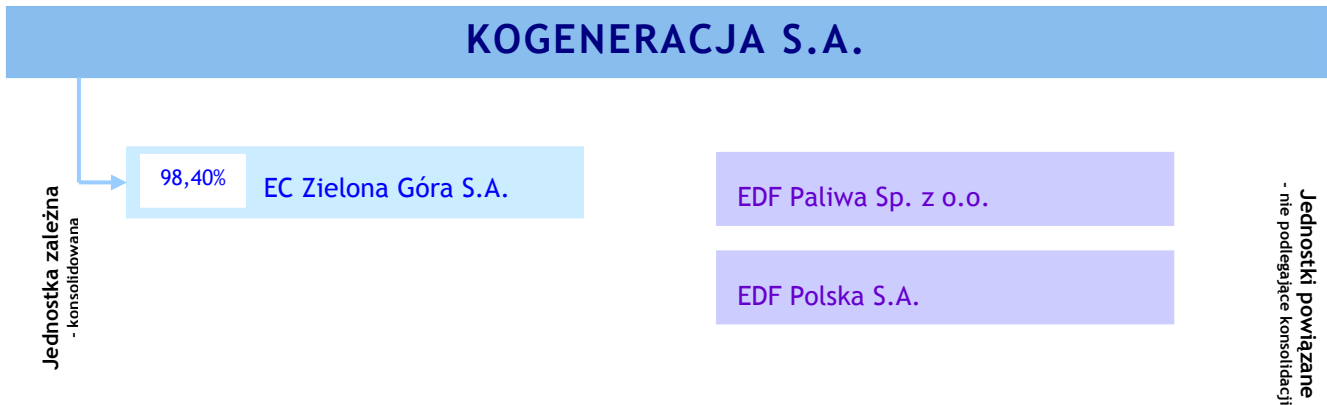 KOGENERACJA S.A.
98,40%
EC Zielona Góra S.A.
Jednostka zależna
- konsolidowana
EDF Paliwa Sp. z o.o.
EDF Polska S.A.
Jednostki powiązane
- nie podlegające konsolidacji